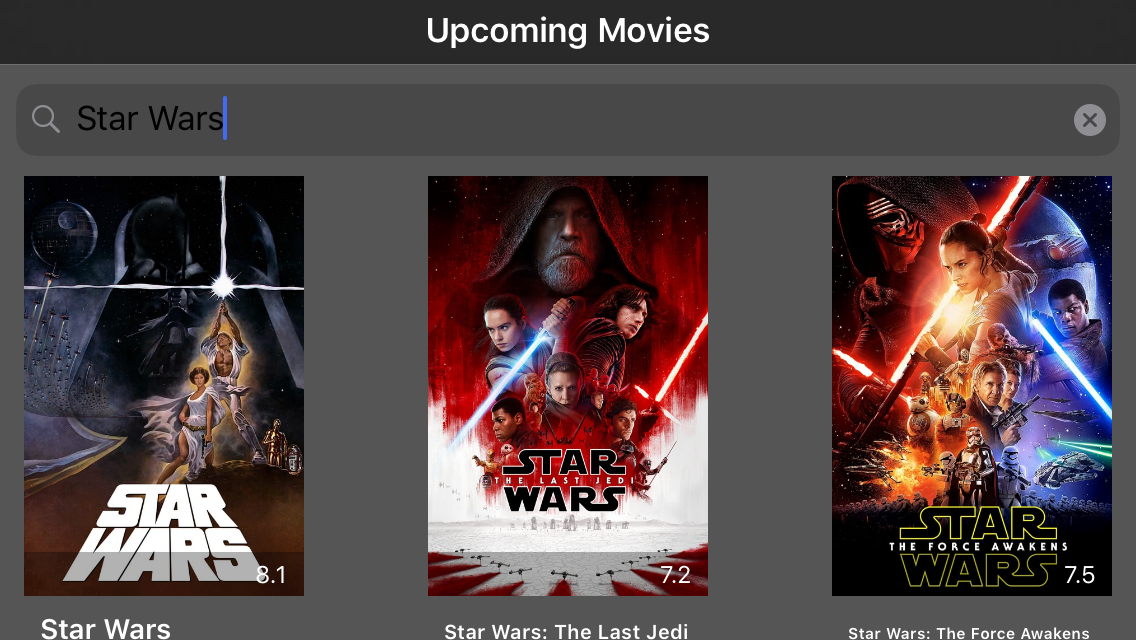 Upcoming Movies
Star Wars
STAR
WARS
8.1
Star Wars
STAR
THE LAST JEDI
WARS
7.2
Star Wars: The Last Jedi
STAR
THE FORCE AWAKENS
WARS
7.5
Star Wars: The Force Awakens